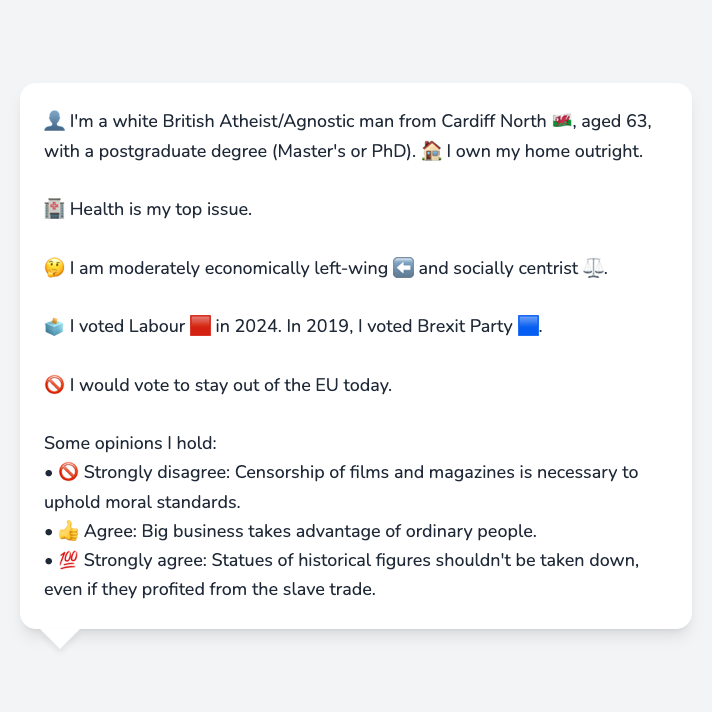 👤 I'm a white British Atheist/Agnostic man from Cardiff North 🏴󠁧󠁢󠁷󠁬󠁳󠁿, aged 63,
with a postgraduate degree (Master's or PhD). 🏠 I own my home outright.
🏥 Health is my top issue.
🤔 I am moderately economically left-wing ⬅️ and socially centrist ⚖️.
🗳️ I voted Labour 🟥 in 2024. In 2019, I voted Brexit Party 🟦.
🚫 I would vote to stay out of the EU today.
Some opinions I hold:
• 🚫 Strongly disagree: Censorship of films and magazines is necessary to
uphold moral standards.
• 👍 Agree: Big business takes advantage of ordinary people.
• 💯 Strongly agree: Statues of historical figures shouldn't be taken down,
even if they profited from the slave trade.